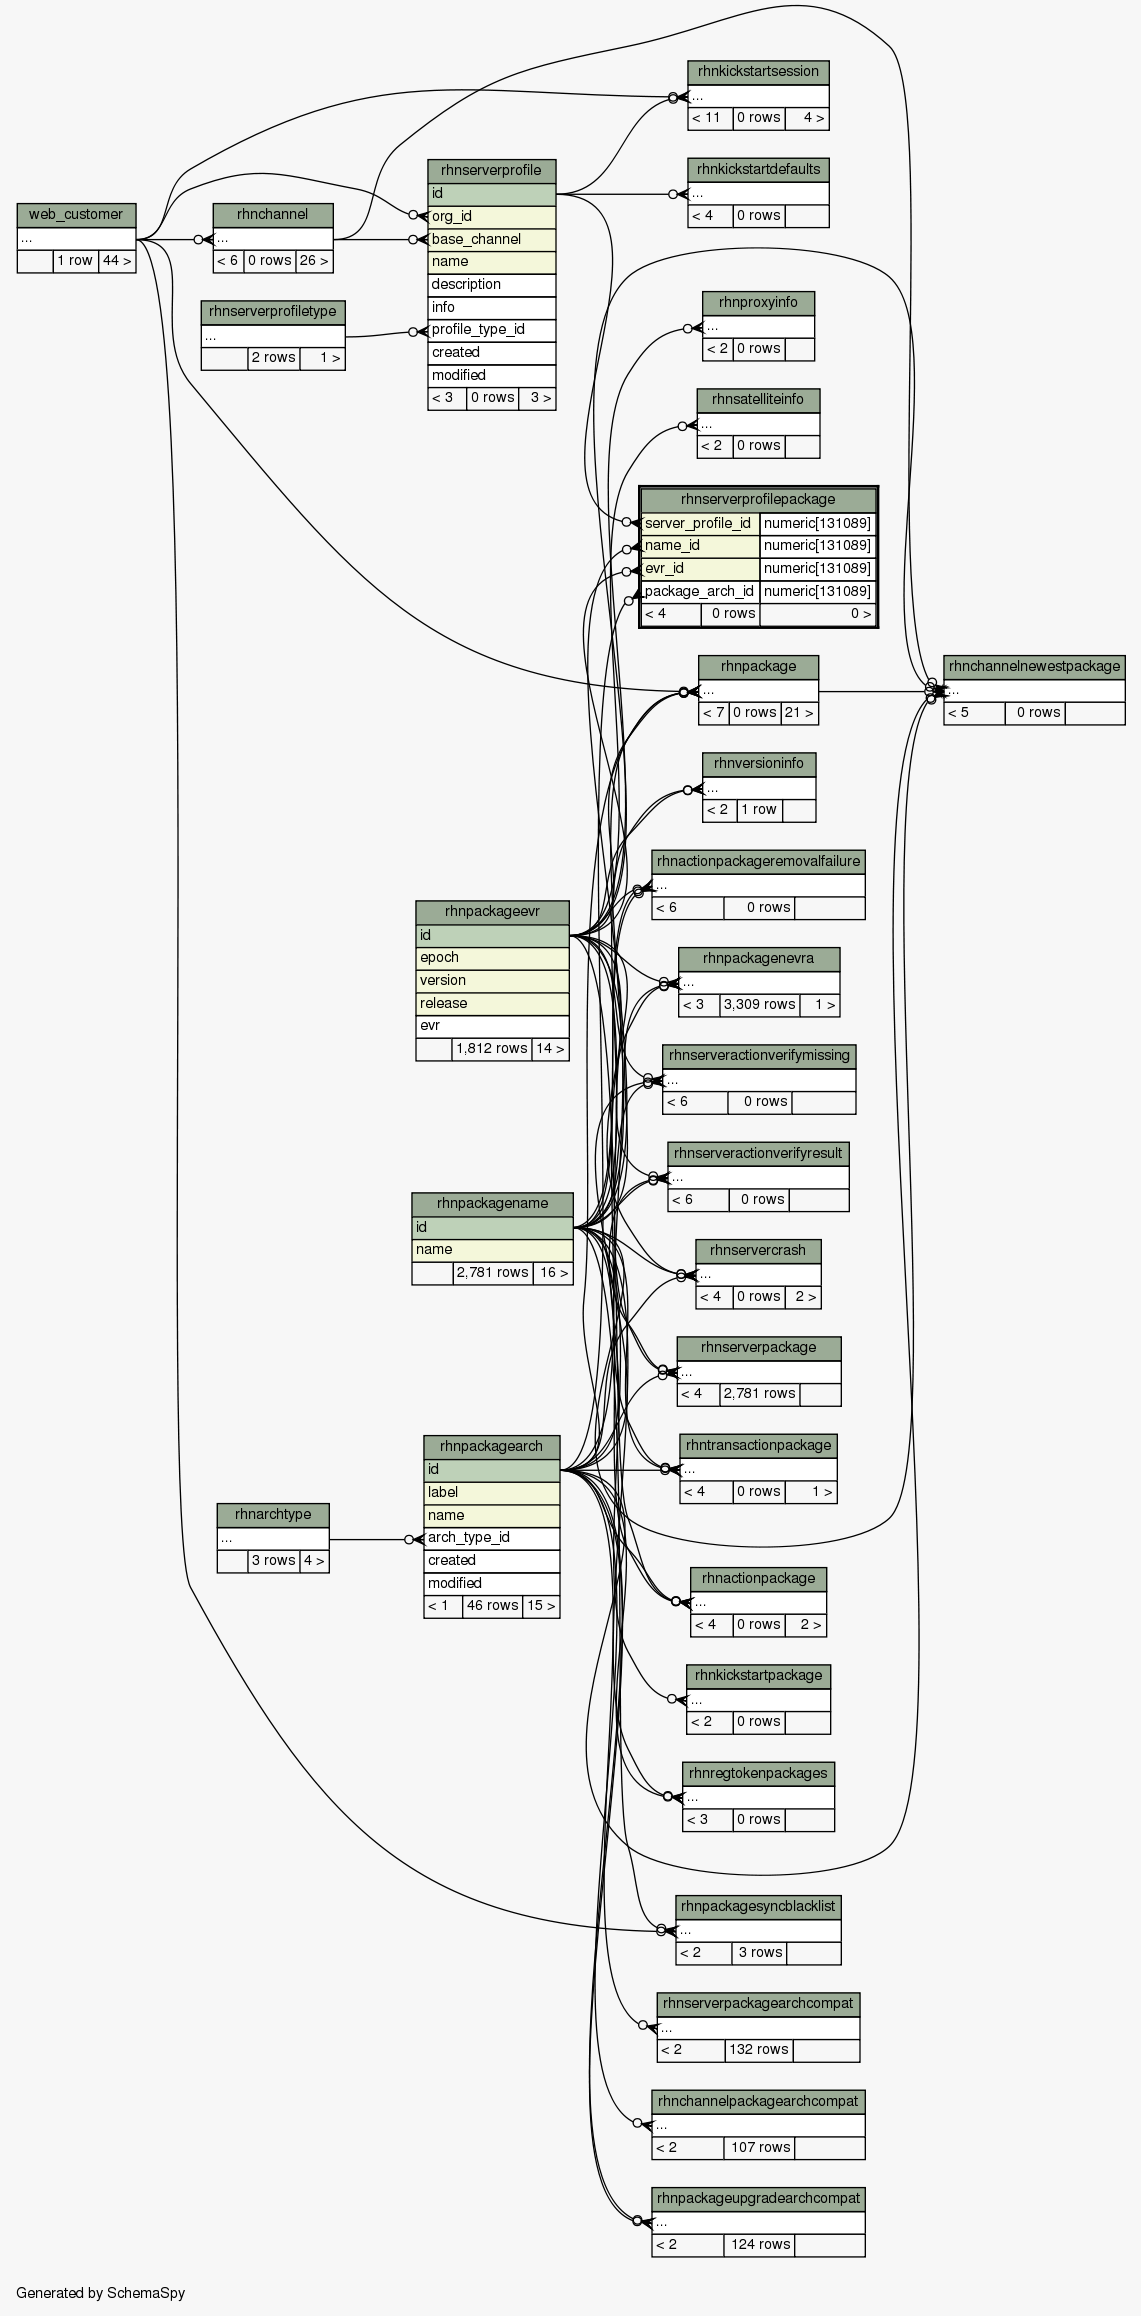 rhnkickstartsession
...
< 11 0 rows 4 >
rhnkickstartdefaults
...
< 4 0 rows
rhnserverprofile
id
org_id
base_channel
name
description
info
profile_type_id
created
modified
< 3 0 rows 3 >
web_customer
...
1 row 44 >
rhnchannel
...
< 6 0 rows 26 >
rhnserverprofiletype
...
2 rows 1 >
rhnproxyinfo
...
< 2 0 rows
rhnsatelliteinfo
...
< 2 0 rows
rhnserverprofilepackage
server_profile_id numeric[131089]
name_id numeric[131089]
evr_id numeric[131089]
package_arch_id numeric[131089]
< 4 0 rows 0 >
rhnpackage
...
< 7 0 rows 21 >
rhnchannelnewestpackage
...
< 5 0 rows
rhnversioninfo
...
< 2 1 row
rhnactionpackageremovalfailure
...
< 6 0 rows
rhnpackageevr
id
epoch
version
release
evr
1,812 rows 14 >
rhnpackagenevra
...
< 3 3,309 rows 1 >
rhnserveractionverifymissing
...
< 6 0 rows
rhnserveractionverifyresult
...
< 6 0 rows
rhnpackagename
id
name
2,781 rows 16 >
rhnservercrash
...
< 4 0 rows 2 >
rhnserverpackage
...
< 4 2,781 rows
rhnpackagearch
id
label
name
arch_type_id
created
modified
< 1 46 rows 15 >
rhntransactionpackage
...
< 4 0 rows 1 >
rhnarchtype
...
3 rows 4 >
rhnactionpackage
...
< 4 0 rows 2 >
rhnkickstartpackage
...
< 2 0 rows
rhnregtokenpackages
...
< 3 0 rows
rhnpackagesyncblacklist
...
< 2 3 rows
rhnserverpackagearchcompat
...
< 2 132 rows
rhnchannelpackagearchcompat
...
< 2 107 rows
rhnpackageupgradearchcompat
...
< 2 124 rows
Generated by SchemaSpy